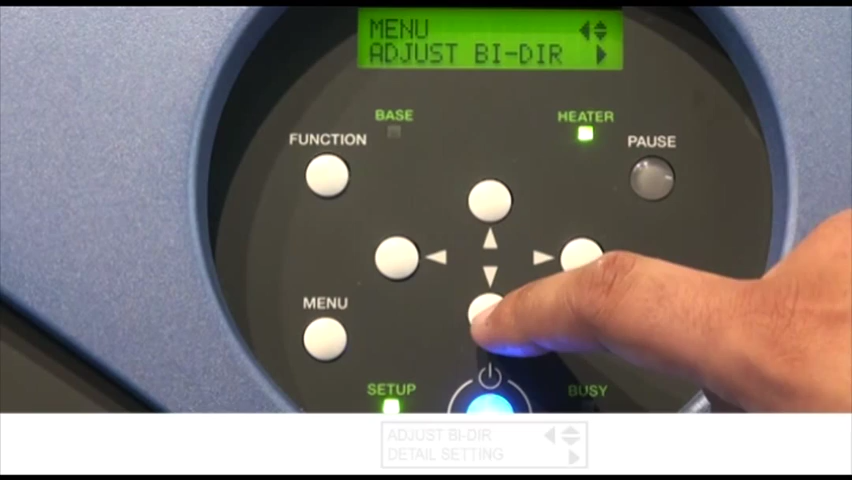 MENU
ADJUST BI-DIR
BASE
HEATER
FUNCTION
PAUSE
MENU
SETUP
BUSY
ADJUST BI-DIR
DETAIL SETTING